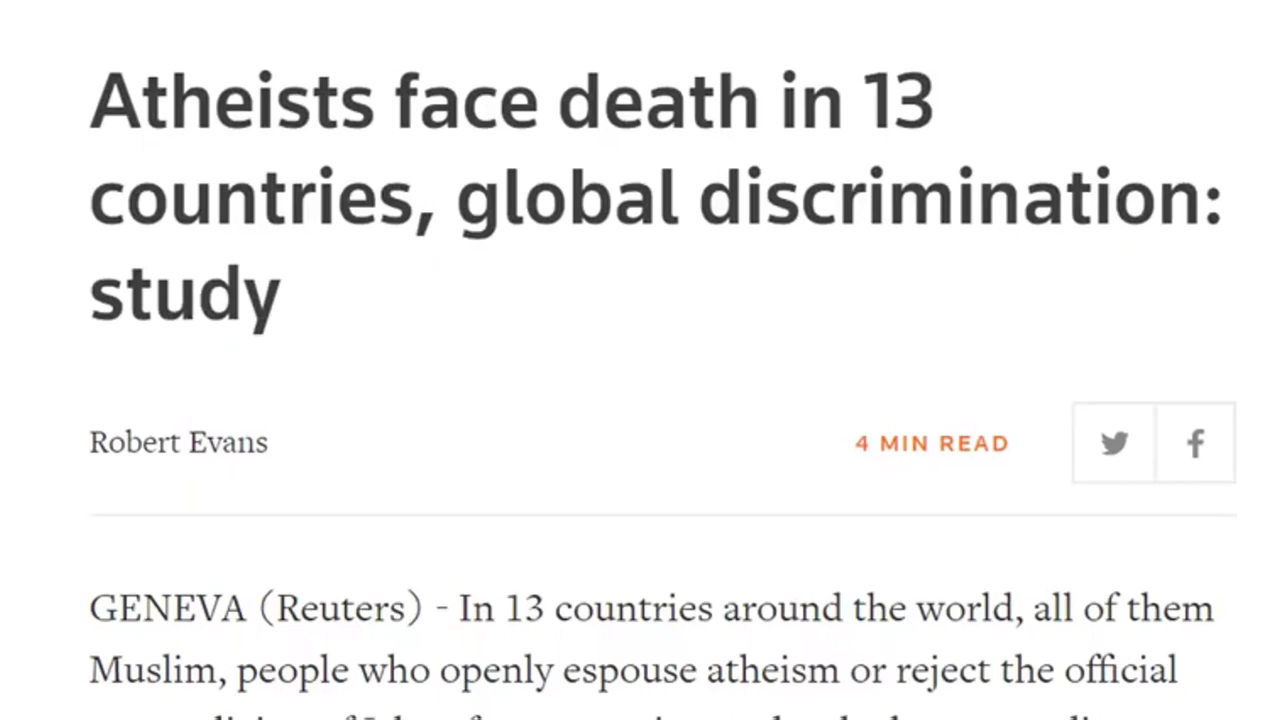 Atheists face death in 13
countries, global discrimination:
study
Robert Evans
4 MIN READ
GENEVA (Reuters) - In 13 countries around the world, all of them
Muslim, people who openly espouse atheism or reject the official